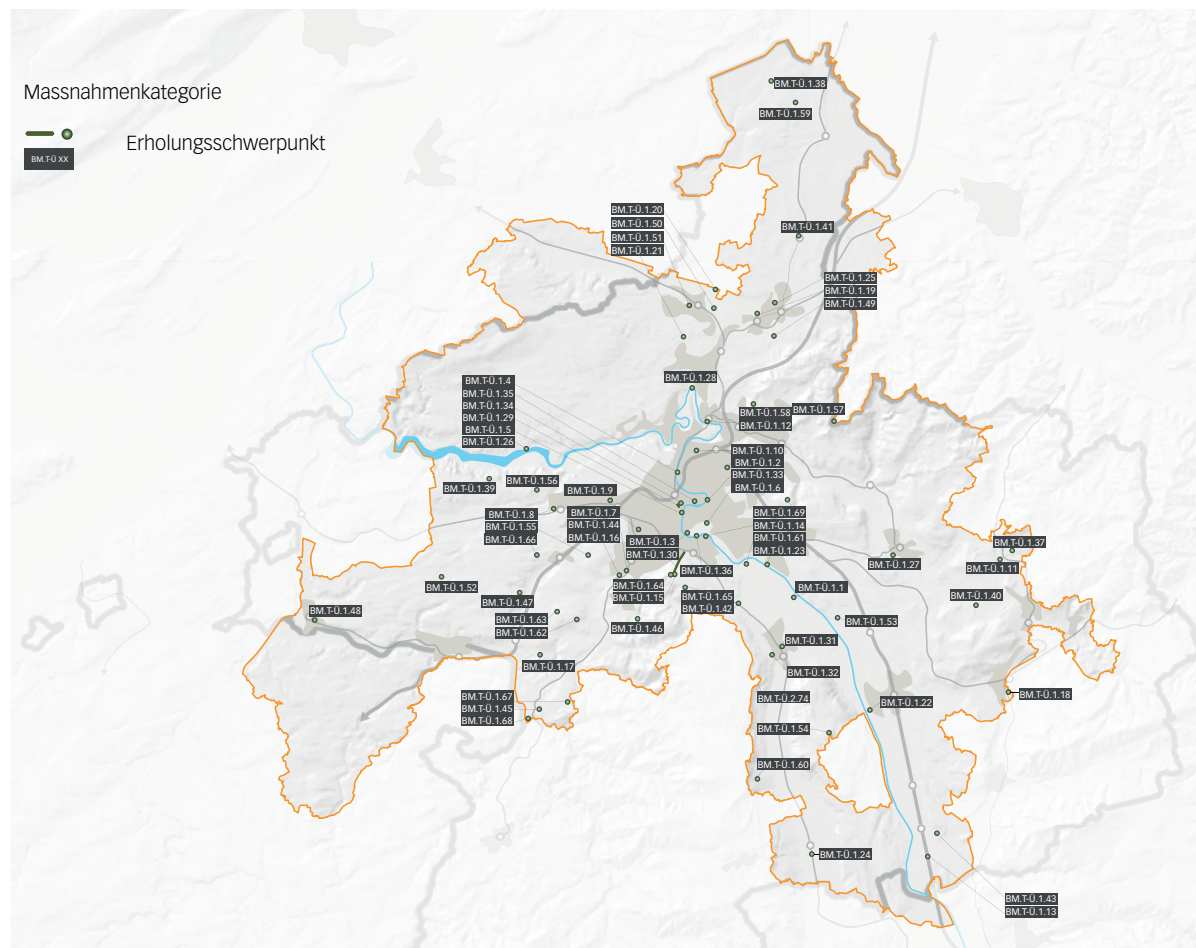 Massnahmenkategorie
Erholungsschwerpunkt
BM.T-Ü XX
BM.T-Ü.1.38
BM.T-Ü.1.59
BM.T-Ü.1.20
BM.T-Ü.1.50
BM.T-Ü.1.51
BM.T-Ü.1.21
BM.T-Ü.1.41
BM.T-Ü.1.25
BM.T-Ü.1.19
BM.T-Ü.1.49
BM.T-Ü.1.28
BM.T-Ü.1.4
BM.T-Ü.1.35
BM.T-Ü.1.34
BM.T-Ü.1.29
BM.T-Ü.1.5
BM.T-Ü.1.26
BM.T-Ü.1.58
BM.T-Ü.1.57
BM.T-Ü.1.12
BM.T-Ü.1.10
BM.T-Ü.1.2
BM.T-Ü.1.33
BM.T-Ü.1.6
BM.T-Ü.1.39
BM.T-Ü.1.56
BM.T-Ü.1.9
BM.T-Ü.1.8
BM.T-Ü.1.55
BM.T-Ü.1.66
BM.T-Ü.1.7
BM.T-Ü.1.44
BM.T-Ü.1.16
BM.T-Ü.1.3
BM.T-Ü.1.30
BM.T-Ü.1.69
BM.T-Ü.1.14
BM.T-Ü.1.61
BM.T-Ü.1.23
BM.T-Ü.1.37
BM.T-Ü.1.11
BM.T-Ü.1.27
BM.T-Ü.1.36
BM.T-Ü.1.64
BM.T-Ü.1.15
BM.T-Ü.1.52
BM.T-Ü.1.1
BM.T-Ü.1.40
BM.T-Ü.1.47
BM.T-Ü.1.65
BM.T-Ü.1.42
BM.T-Ü.1.48
BM.T-Ü.1.63
BM.T-Ü.1.62
BM.T-Ü.1.46
BM.T-Ü.1.53
BM.T-Ü.1.31
BM.T-Ü.1.17
BM.T-Ü.1.32
BM.T-Ü.1.67
BM.T-Ü.1.45
BM.T-Ü.1.68
BM.T-Ü.2.74
BM.T-Ü.1.22
BM.T-Ü.1.18
BM.T-Ü.1.54
BM.T-Ü.1.60
BM.T-Ü.1.24
BM.T-Ü.1.43
BM.T-Ü.1.13